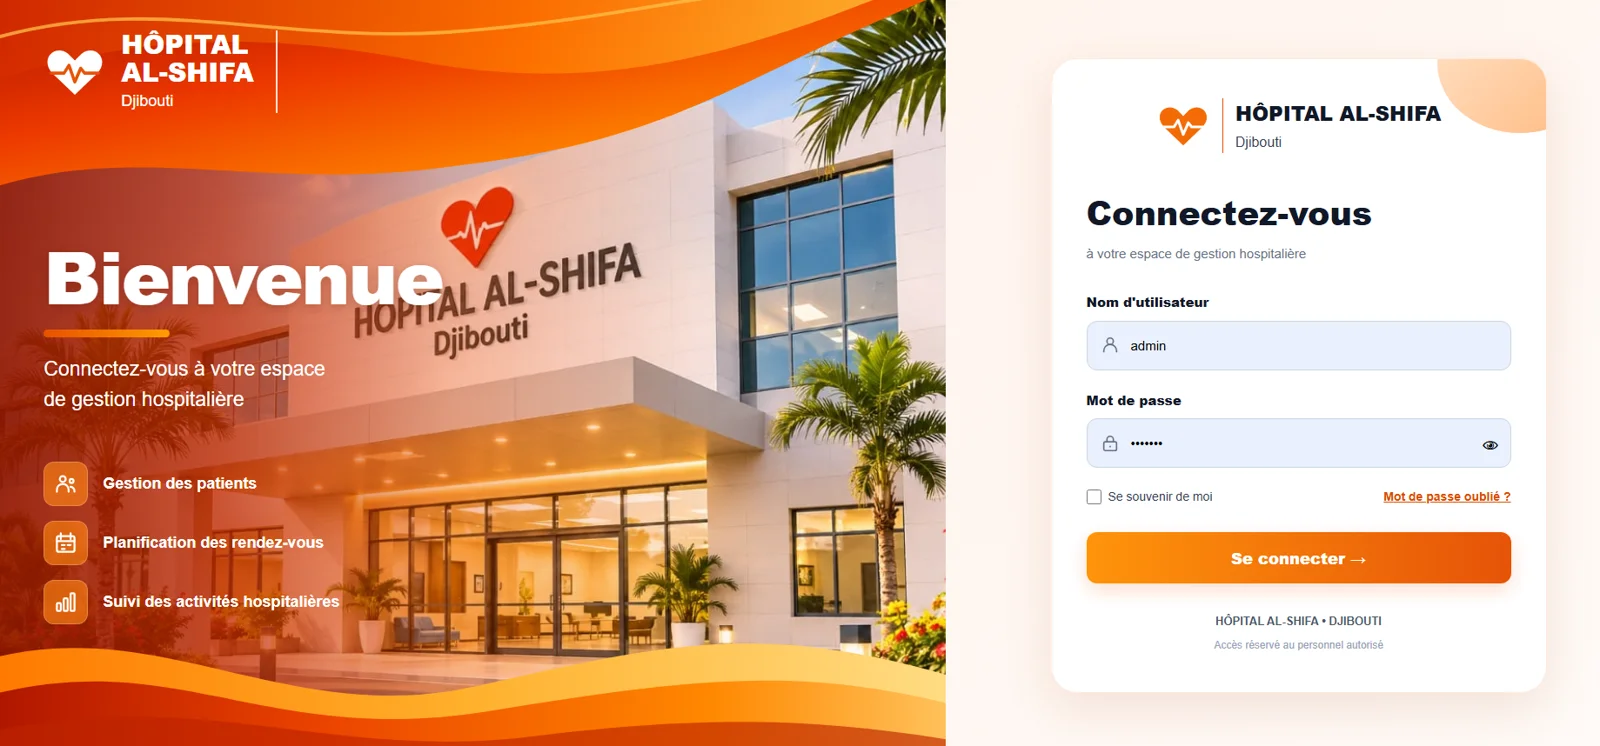 HÔPITAL
AL-SHIFA
Djibouti
HÔPITAL AL-SHIFA
Djibouti
Bienvenue
Connectez-vous à votre espace
de gestion hospitalière
Gestion des patients
Planification des rendez-vous
Suivi des activités hospitalières
HÔPITAL AL-SHIFA
Djibouti
Connectez-vous
à votre espace de gestion hospitalière
Nom d'utilisateur
admin
Mot de passe
•••••••
Se souvenir de moi
Mot de passe oublié ?
Se connecter →
HÔPITAL AL-SHIFA • DJIBOUTI
Accès réservé au personnel autorisé